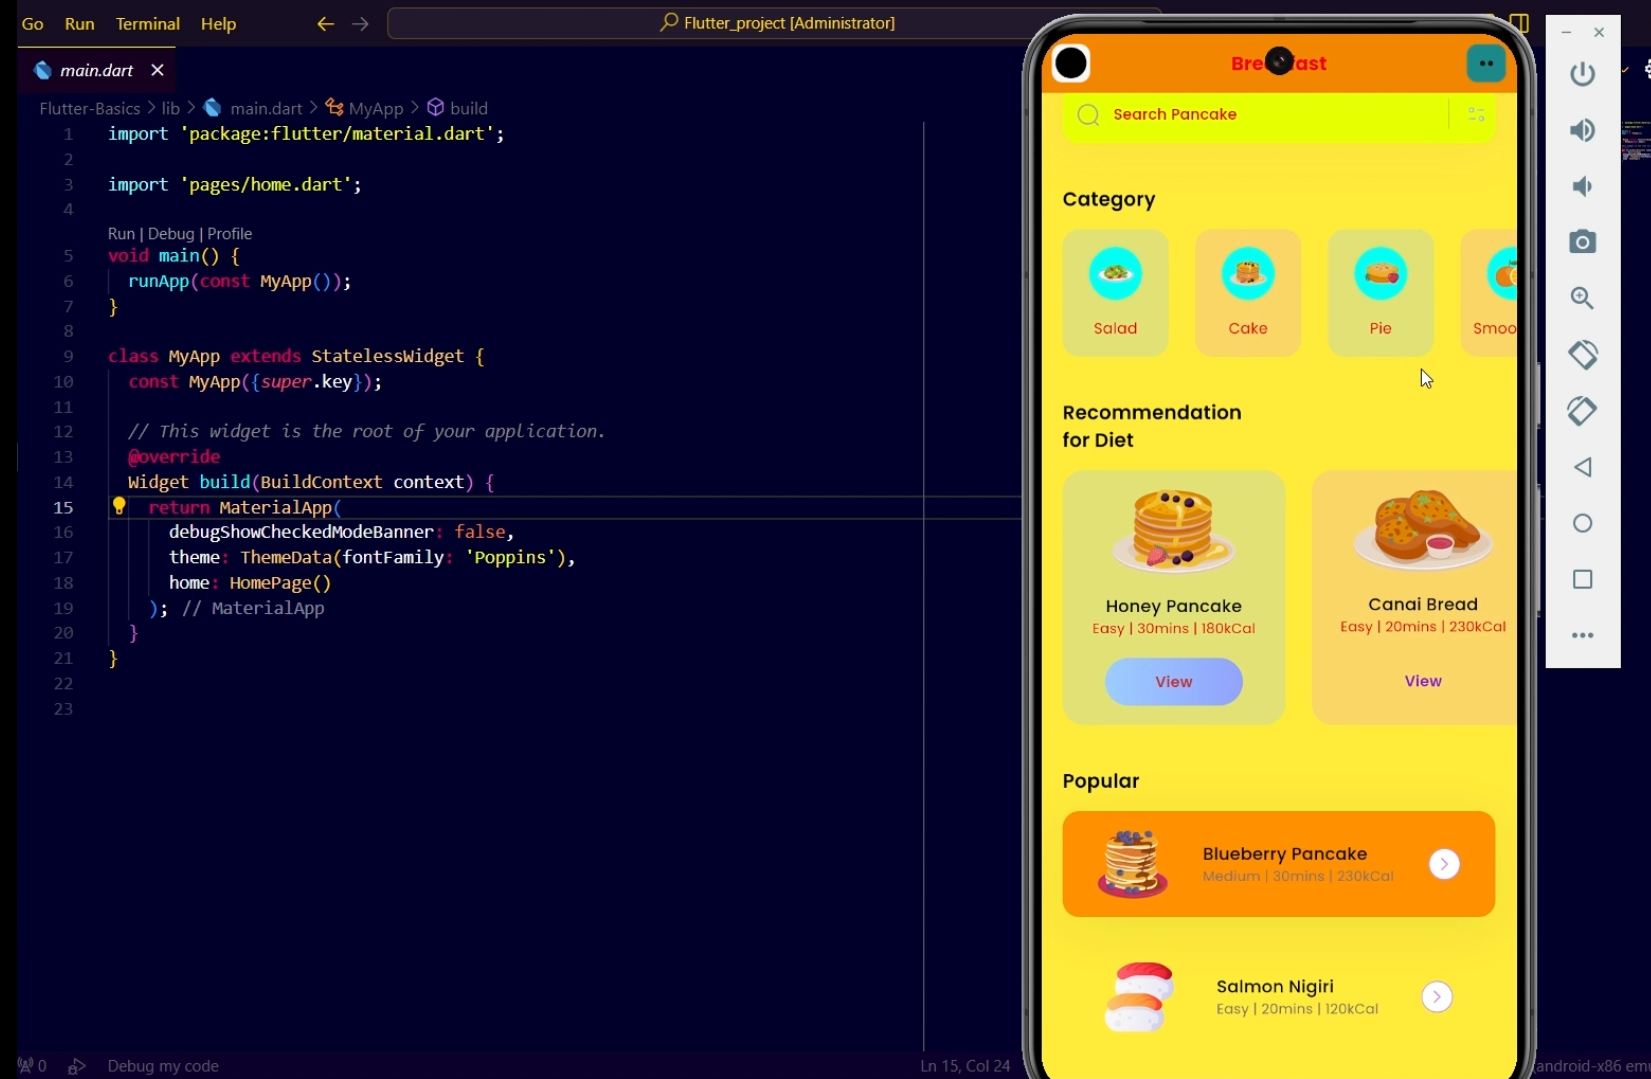 Go Run Terminal Help
Flutter_project [Administrator]
main.dart
Flutter-Basics > lib > main.dart > MyApp > build
1 import 'package:flutter/material.dart';
2
3 import 'pages/home.dart';
4
Run | Debug | Profile
5 void main() {
6 runApp(const MyApp());
7 }
8
9 class MyApp extends StatelessWidget {
10 const MyApp({super.key});
11
12 // This widget is the root of your application.
13 @override
14 Widget build(BuildContext context) {
15 return MaterialApp(
16 debugShowCheckedModeBanner: false,
17 theme: ThemeData(fontFamily: 'Poppins'),
18 home: HomePage()
19 ); // MaterialApp
20 }
21 }
22
23
0 Debug my code
Ln 15, Col 24
android-x86 em
Search Pancake
Category
Salad
Cake
Pie
Smoo
Recommendation
for Diet
Honey Pancake
Easy | 30mins | 180kCal
View
Canai Bread
Easy | 20mins | 230kCal
View
Popular
Blueberry Pancake
Medium | 30mins | 230kCal
Salmon Nigiri
Easy | 20mins | 120kCal